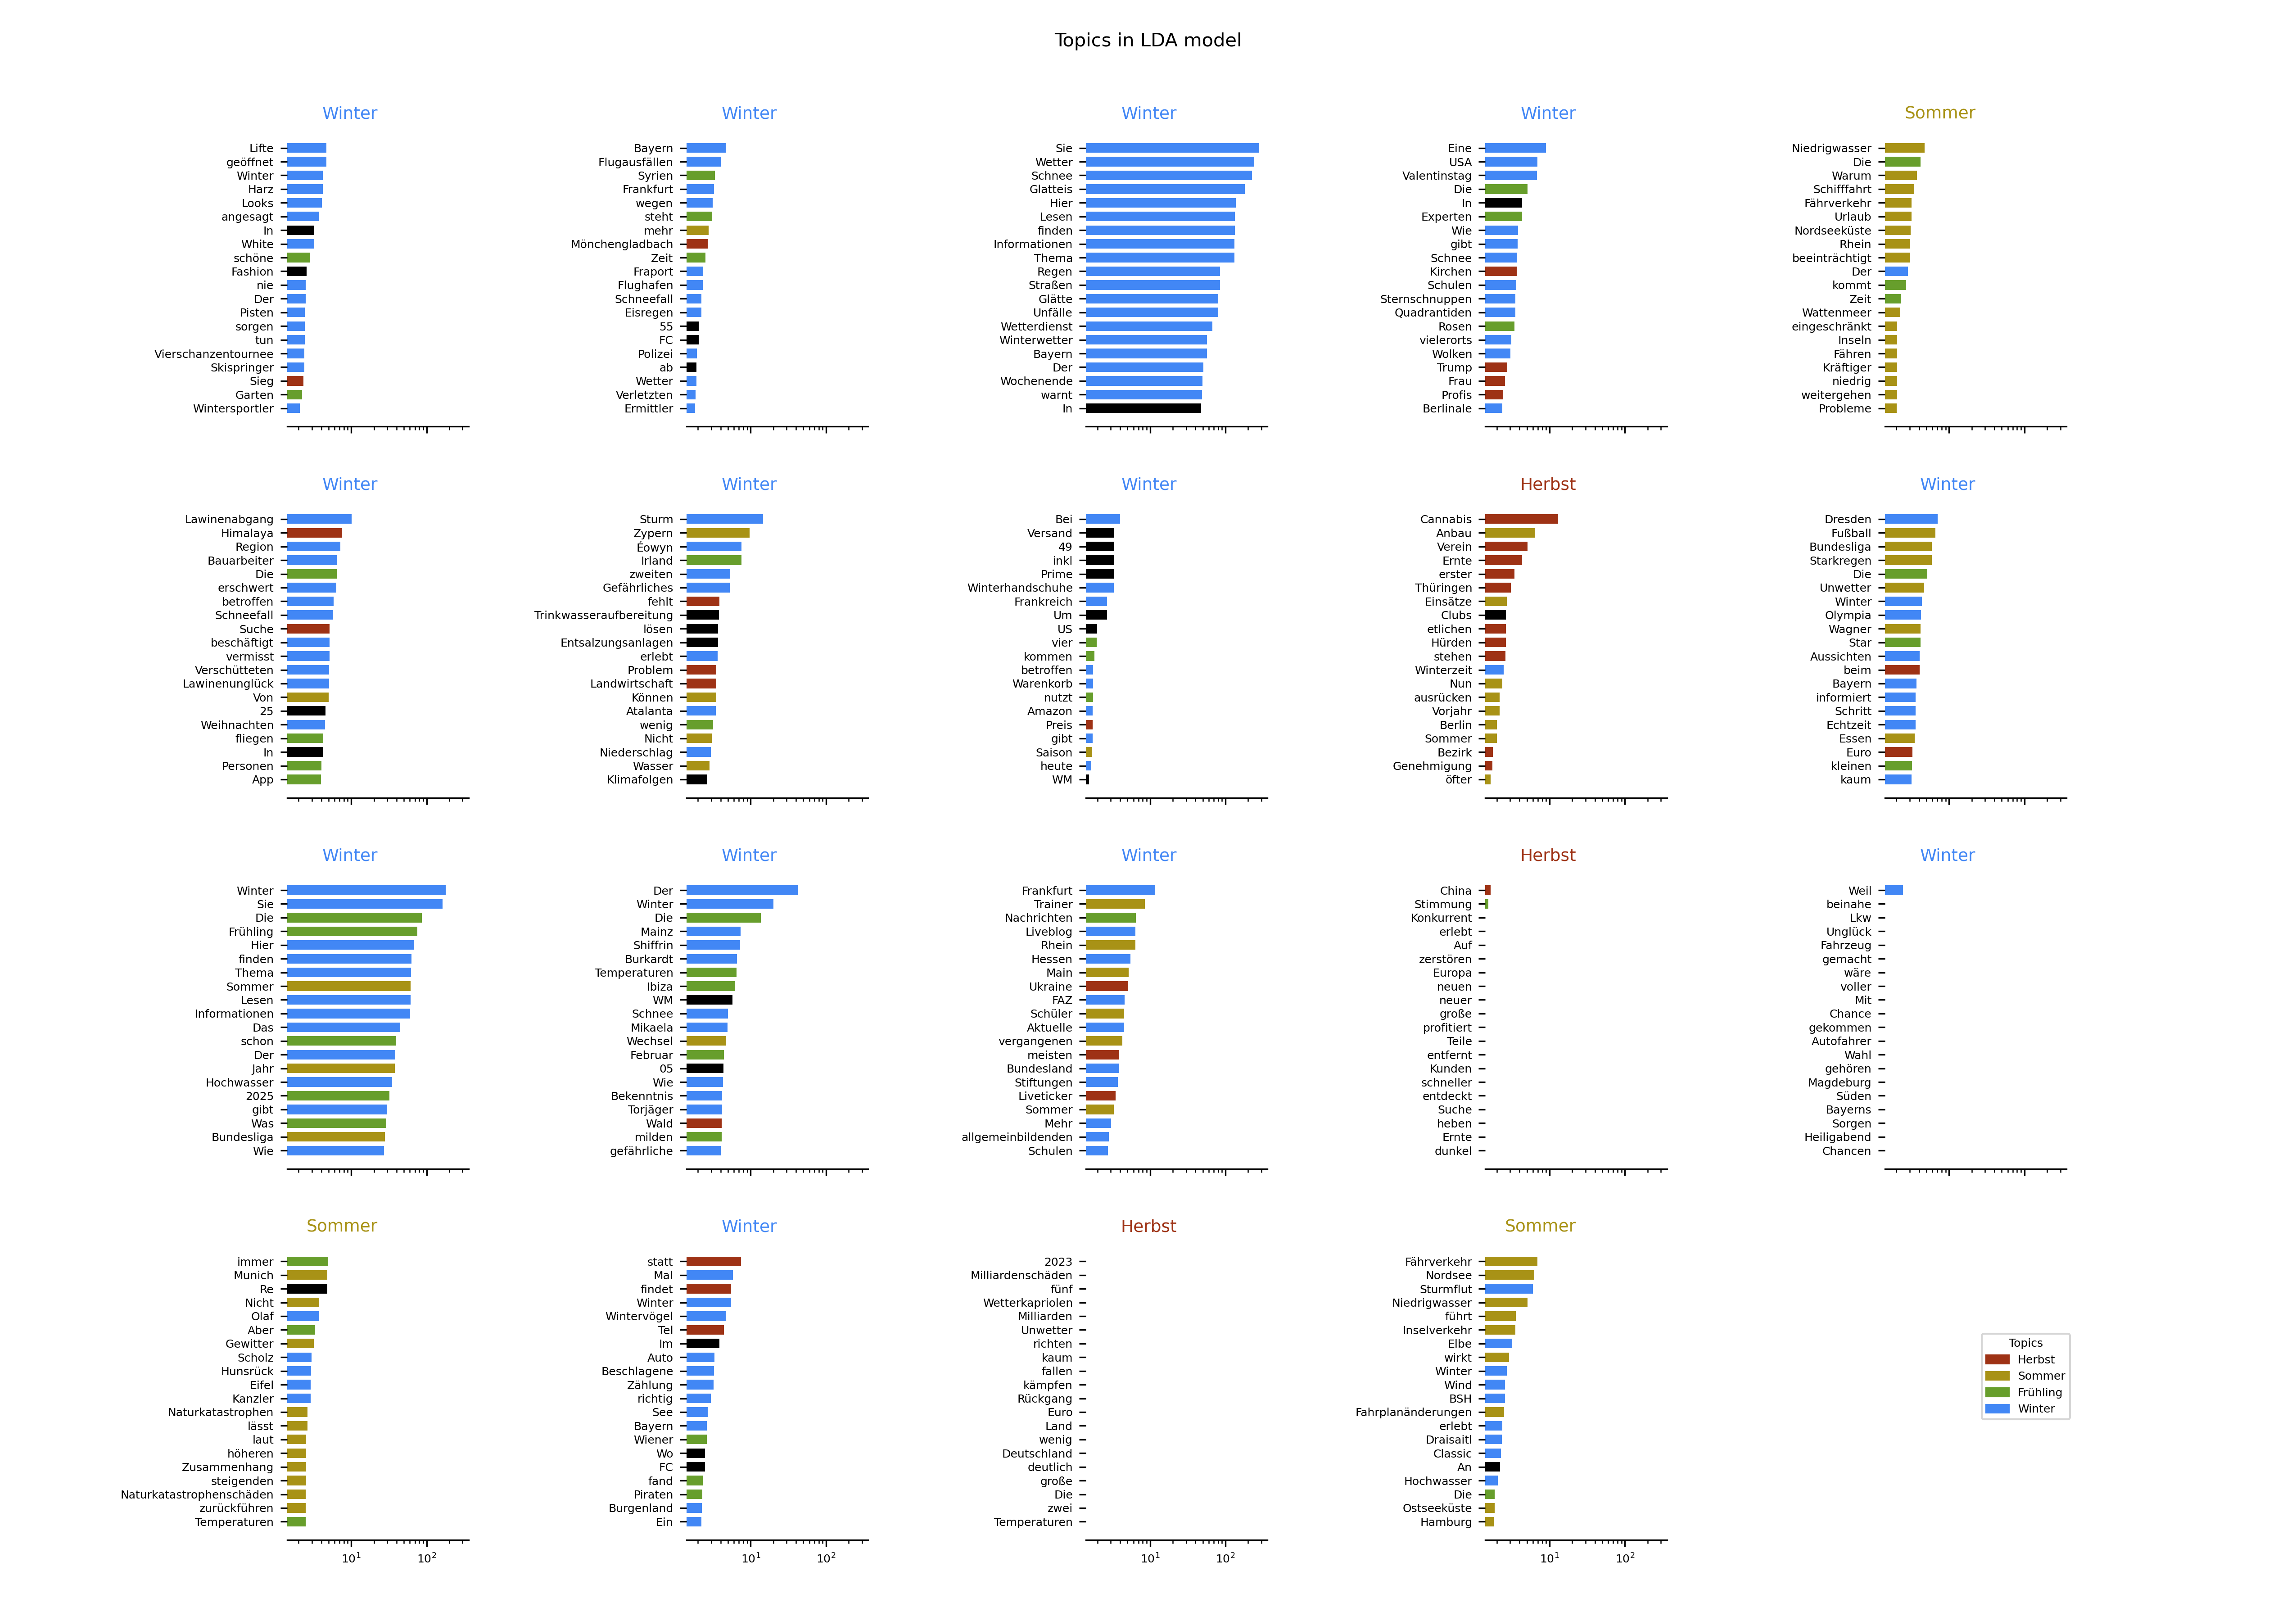 Topics in LDA model
Winter
Lifte
geöffnet
Winter
Harz
Looks
angesagt
In
White
schöne
Fashion
nie
Der
Pisten
sorgen
tun
Vierschanzentournee
Skispringer
Sieg
Garten
Wintersportler
Winter
Bayern
Flugausfällen
Syrien
Frankfurt
wegen
steht
mehr
Mönchengladbach
Zeit
Fraport
Flughafen
Schneefall
Eisregen
55
FC
Polizei
ab
Wetter
Verletzten
Ermittler
Winter
Sie
Wetter
Schnee
Glatteis
Hier
Lesen
finden
Informationen
Thema
Regen
Straßen
Glätte
Unfälle
Wetterdienst
Winterwetter
Bayern
Der
Wochenende
warnt
In
Winter
Eine
USA
Valentinstag
Die
In
Experten
Wie
gibt
Schnee
Kirchen
Schulen
Sternschnuppen
Quadrantiden
Rosen
vielerorts
Wolken
Trump
Frau
Profis
Berlinale
Sommer
Niedrigwasser
Die
Warum
Schifffahrt
Fährverkehr
Urlaub
Nordseeküste
Rhein
beeinträchtigt
Der
kommt
Zeit
Wattenmeer
eingeschränkt
Inseln
Fähren
Kräftiger
niedrig
weitergehen
Probleme
Winter
Lawinenabgang
Himalaya
Region
Bauarbeiter
Die
erschwert
betroffen
Schneefall
Suche
beschäftigt
vermisst
Verschütteten
Lawinenunglück
Von
25
Weihnachten
fliegen
In
Personen
App
Winter
Sturm
Zypern
Éowyn
Irland
zweiten
Gefährliches
fehlt
Trinkwasseraufbereitung
lösen
Entsalzungsanlagen
erlebt
Problem
Landwirtschaft
Können
Atalanta
wenig
Nicht
Niederschlag
Wasser
Klimafolgen
Winter
Bei
Versand
49
inkl
Prime
Winterhandschuhe
Frankreich
Um
US
vier
kommen
betroffen
Warenkorb
nutzt
Amazon
Preis
gibt
Saison
heute
WM
Herbst
Cannabis
Anbau
Verein
Ernte
erster
Thüringen
Einsätze
Clubs
etlichen
Hürden
stehen
Winterzeit
Nun
ausrücken
Vorjahr
Berlin
Sommer
Bezirk
Genehmigung
öfter
Winter
Dresden
Fußball
Bundesliga
Starkregen
Die
Unwetter
Winter
Olympia
Wagner
Star
Aussichten
beim
Bayern
informiert
Schritt
Echtzeit
Essen
Euro
kleinen
kaum
Winter
Winter
Sie
Die
Frühling
Hier
finden
Thema
Sommer
Lesen
Informationen
Das
schon
Der
Jahr
Hochwasser
2025
gibt
Was
Bundesliga
Wie
Winter
Der
Winter
Die
Mainz
Shiffrin
Burkardt
Temperaturen
Ibiza
WM
Schnee
Mikaela
Wechsel
Februar
05
Wie
Bekenntnis
Torjäger
Wald
milden
gefährliche
Winter
Frankfurt
Trainer
Nachrichten
Liveblog
Rhein
Hessen
Main
Ukraine
FAZ
Schüler
Aktuelle
vergangenen
meisten
Bundesland
Stiftungen
Liveticker
Sommer
Mehr
allgemeinbildenden
Schulen
Herbst
China
Stimmung
Konkurrent
erlebt
Auf
zerstören
Europa
neuen
neuer
große
profitiert
Teile
entfernt
Kunden
schneller
entdeckt
Suche
heben
Ernte
dunkel
Winter
Weil
beinahe
Lkw
Unglück
Fahrzeug
gemacht
wäre
voller
Mit
Chance
gekommen
Autofahrer
Wahl
gehören
Magdeburg
Süden
Bayerns
Sorgen
Heiligabend
Chancen
Sommer
immer
Munich
Re
Nicht
Olaf
Aber
Gewitter
Scholz
Hunsrück
Eifel
Kanzler
Naturkatastrophen
lässt
laut
höheren
Zusammenhang
steigenden
Naturkatastrophenschäden
zurückführen
Temperaturen
10¹ 10²
Winter
statt
Mal
findet
Winter
Wintervögel
Tel
Im
Auto
Beschlagene
Zählung
richtig
See
Bayern
Wiener
Wo
FC
fand
Piraten
Burgenland
Ein
10¹ 10²
Herbst
2023
Milliardenschäden
fünf
Wetterkapriolen
Milliarden
Unwetter
richten
kaum
fallen
kämpfen
Rückgang
Euro
Land
wenig
Deutschland
deutlich
große
Die
zwei
Temperaturen
10¹ 10²
Sommer
Fährverkehr
Nordsee
Sturmflut
Niedrigwasser
führt
Inselverkehr
Elbe
wirkt
Winter
Wind
BSH
Fahrplanänderungen
erlebt
Draisaitl
Classic
An
Hochwasser
Die
Ostseeküste
Hamburg
10¹ 10²
Topics
Herbst
Sommer
Frühling
Winter